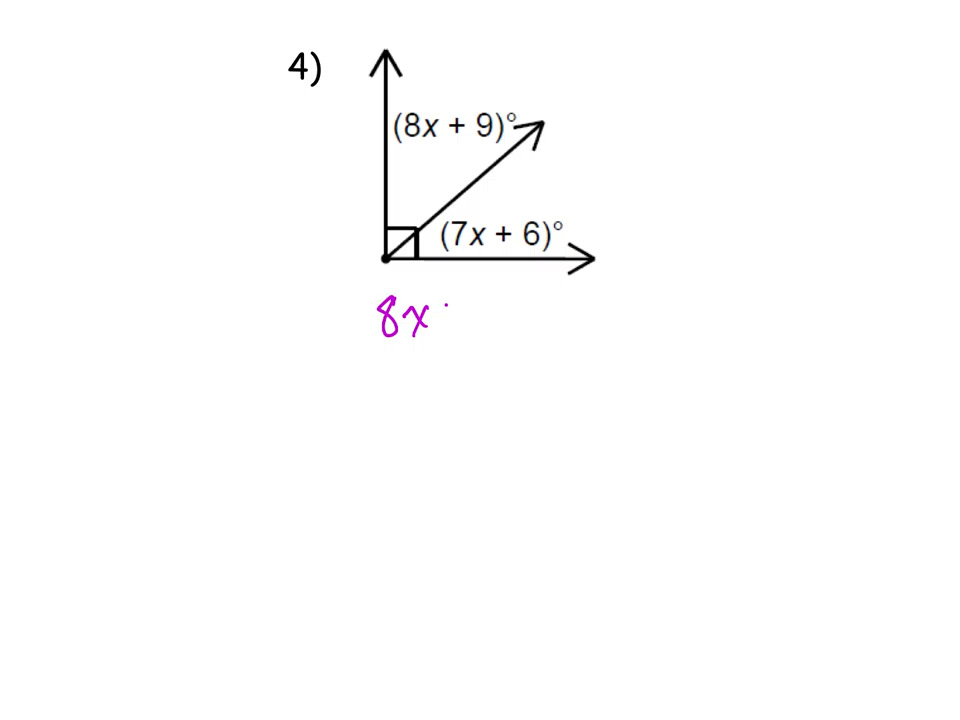 4)
(8x + 9)°
(7x + 6)°
8x